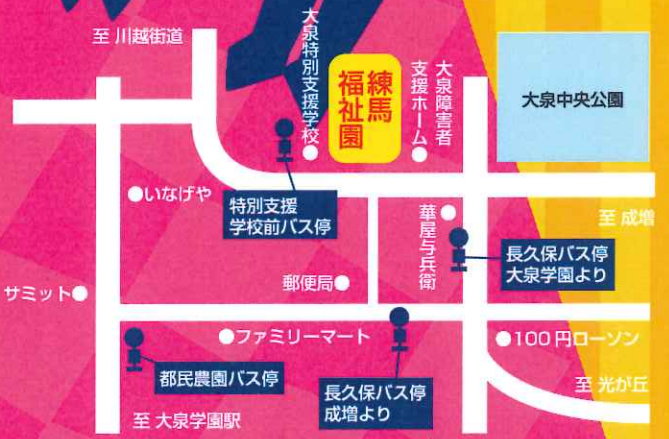 至 川越街道
大泉特別支援学校
練馬
福祉園
大泉障害者
支援ホーム
大泉中央公園
いなげや
特別支援
学校前バス停
華屋与兵衛
至 成増
長久保バス停
大泉学園より
サミット
郵便局
ファミリーマート
100円ローソン
都民農園バス停
長久保バス停
成増より
至 光が丘
至 大泉学園駅